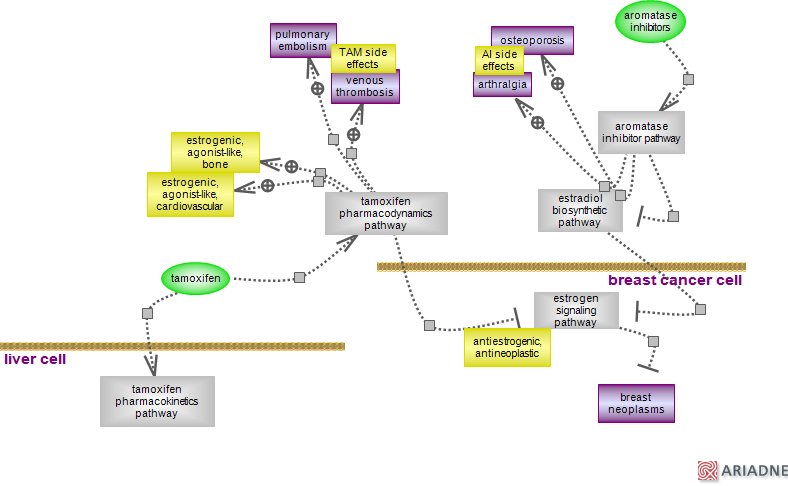 pulmonary
embolism
TAM side
effects
venous
thrombosis
osteoporosis
AI side
effects
arthralgia
aromatase
inhibitors
aromatase
inhibitor pathway
estrogenic,
agonist-like,
bone
estrogenic,
agonist-like,
cardiovascular
tamoxifen
pharmacodynamics
pathway
estradiol
biosynthetic
pathway
tamoxifen
breast cancer cell
estrogen
signaling
pathway
antiestrogenic,
antineoplastic
liver cell
tamoxifen
pharmacokinetics
pathway
breast
neoplasms
ARIADNE